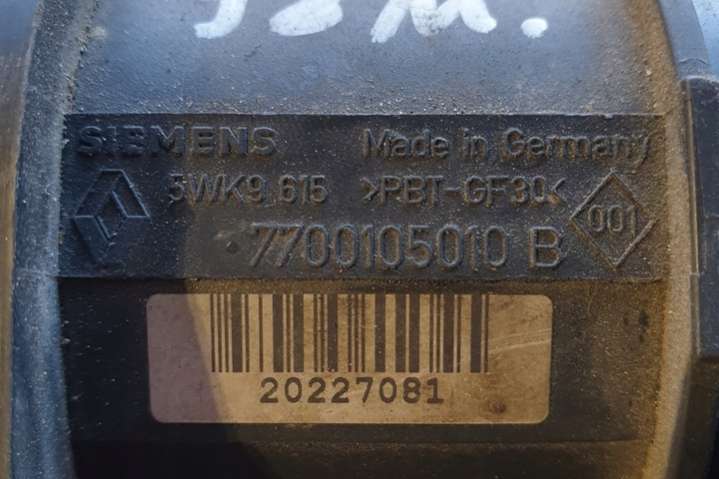 SIEMENS Made in Germany
5WK9 615 >PBT-GF30<
001
7700105010 B
20227081